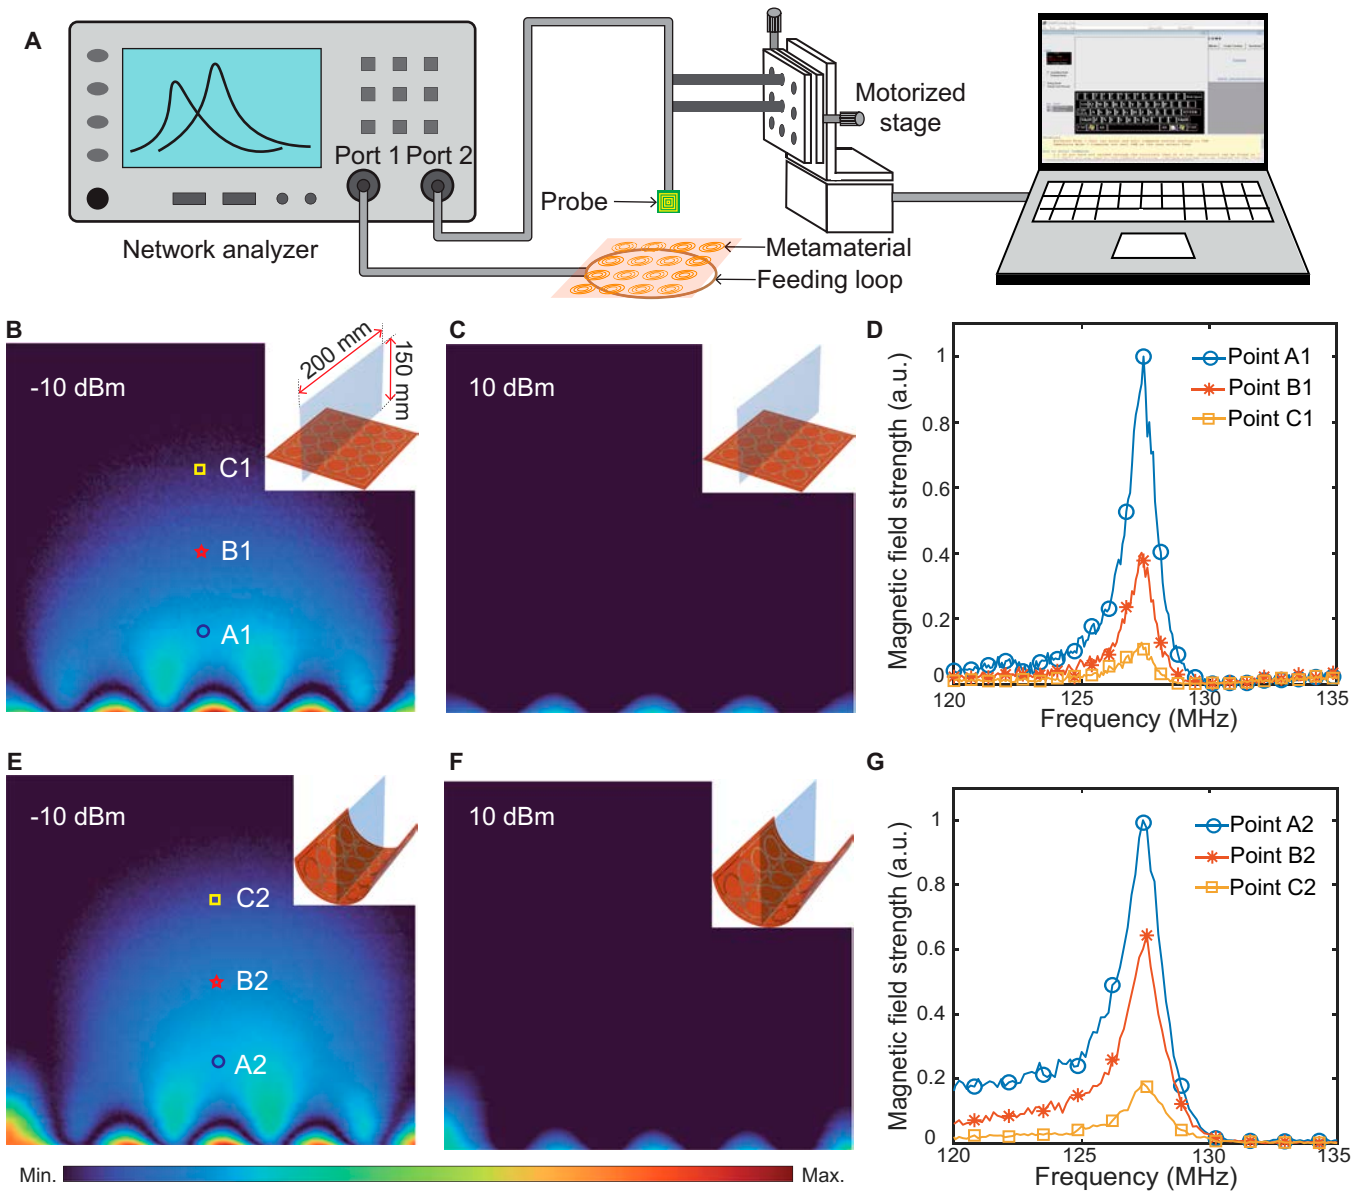 A
Port 1 Port 2
Network analyzer
Probe
Motorized
stage
Metamaterial
Feeding loop
B
-10 dBm
200 mm
150 mm
C1
B1
A1
C
10 dBm
D
Magnetic field strength (a.u.)
1
0.8
0.6
0.4
0.2
0
120
125
130
135
Frequency (MHz)
Point A1
Point B1
Point C1
E
-10 dBm
C2
B2
A2
F
10 dBm
G
Magnetic field strength (a.u.)
1
0.8
0.6
0.4
0.2
0
120
125
130
135
Frequency (MHz)
Point A2
Point B2
Point C2
Min.
Max.